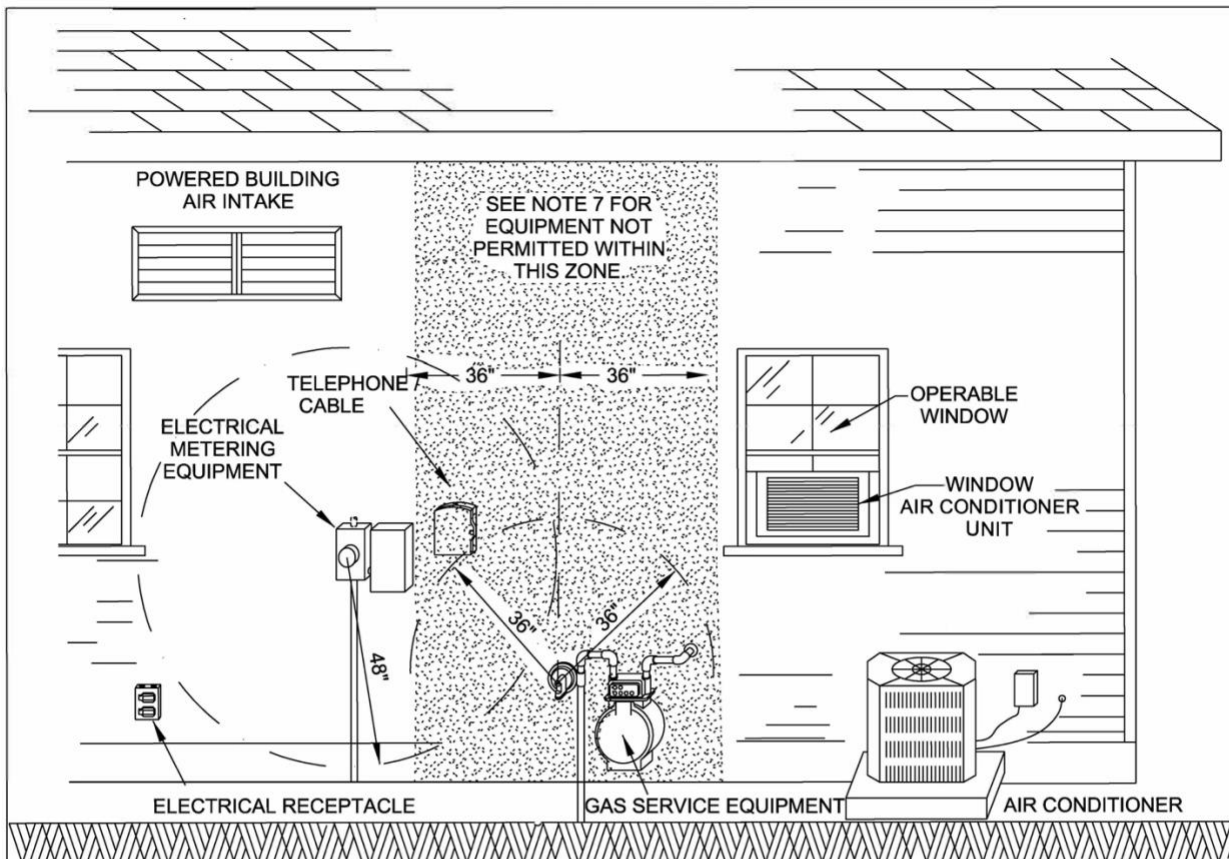 POWERED BUILDING
AIR INTAKE
SEE NOTE 7 FOR
EQUIPMENT NOT
PERMITTED WITHIN
THIS ZONE.
36"
36"
TELEPHONE /
CABLE
ELECTRICAL
METERING
EQUIPMENT
OPERABLE
WINDOW
WINDOW
AIR CONDITIONER
UNIT
36"
36"
48"
ELECTRICAL RECEPTACLE
GAS SERVICE EQUIPMENT
AIR CONDITIONER